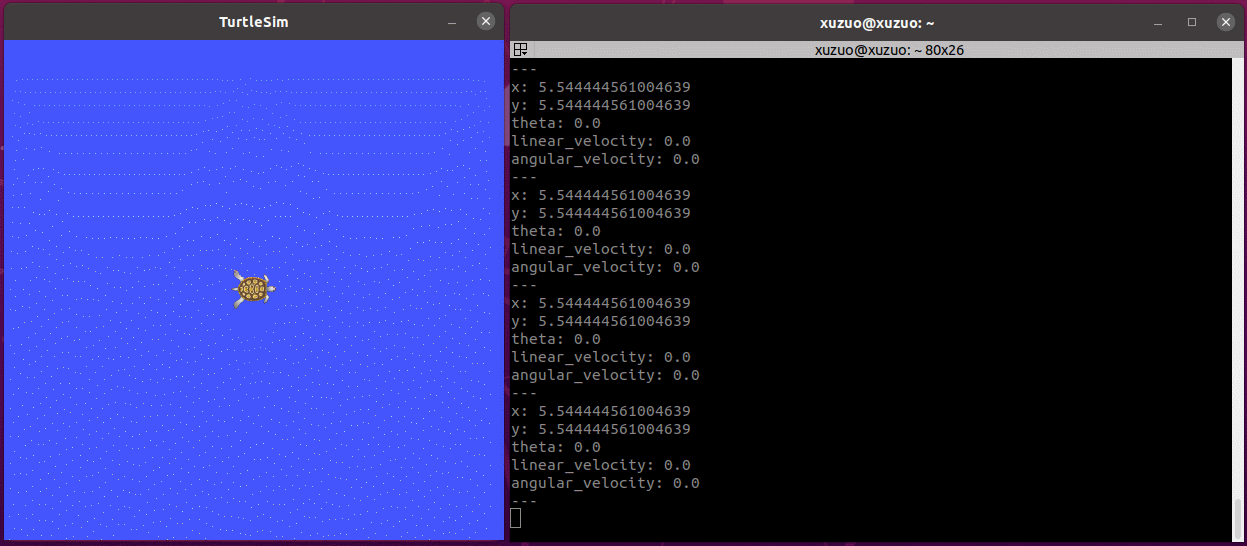 TurtleSim
xuzuo@xuzuo: ~
xuzuo@xuzuo: ~ 80x26
---
x: 5.544444561004639
y: 5.544444561004639
theta: 0.0
linear_velocity: 0.0
angular_velocity: 0.0
---
x: 5.544444561004639
y: 5.544444561004639
theta: 0.0
linear_velocity: 0.0
angular_velocity: 0.0
---
x: 5.544444561004639
y: 5.544444561004639
theta: 0.0
linear_velocity: 0.0
angular_velocity: 0.0
---
x: 5.544444561004639
y: 5.544444561004639
theta: 0.0
linear_velocity: 0.0
angular_velocity: 0.0
---